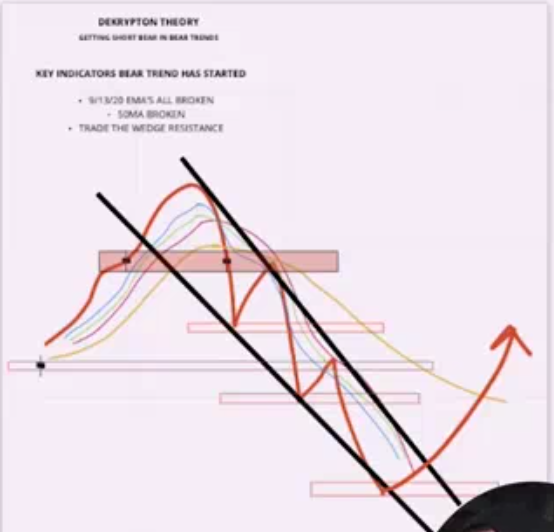 DEKRYPTON THEORY
GETTING SHORT BEAR IN BEAR TRENDS
KEY INDICATORS BEAR TREND HAS STARTED
• 9/13/20 EMA'S ALL BROKEN
• 50MA BROKEN
• TRADE THE WEDGE RESISTANCE